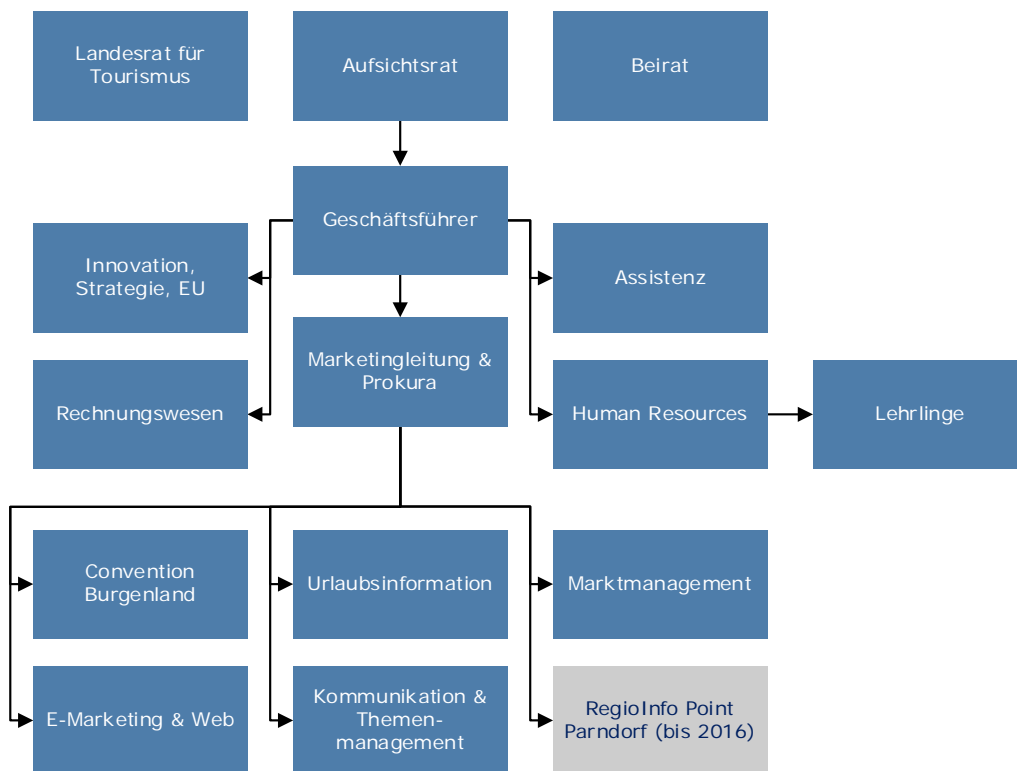 Landesrat für
Tourismus
Aufsichtsrat
Beirat
Geschäftsführer
Innovation,
Strategie, EU
Assistenz
Marketingleitung &
Prokura
Rechnungswesen
Human Resources
Lehrlinge
Convention
Burgenland
Urlaubsinformation
Marktmanagement
E-Marketing & Web
Kommunikation &
Themen-
management
RegioInfo Point
Parndorf (bis 2016)